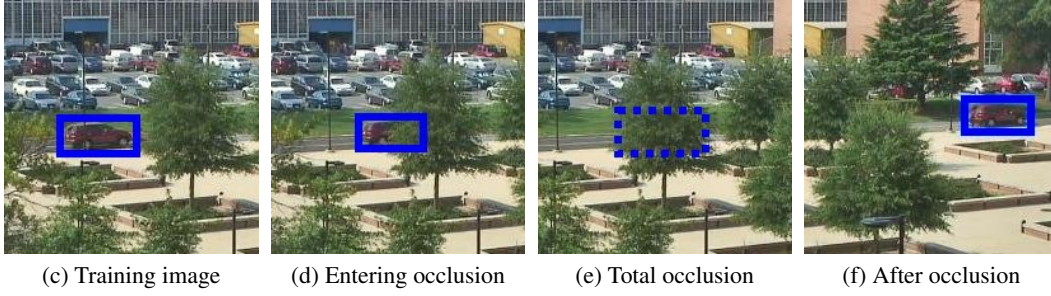 (c) Training image
(d) Entering occlusion
(e) Total occlusion
(f) After occlusion